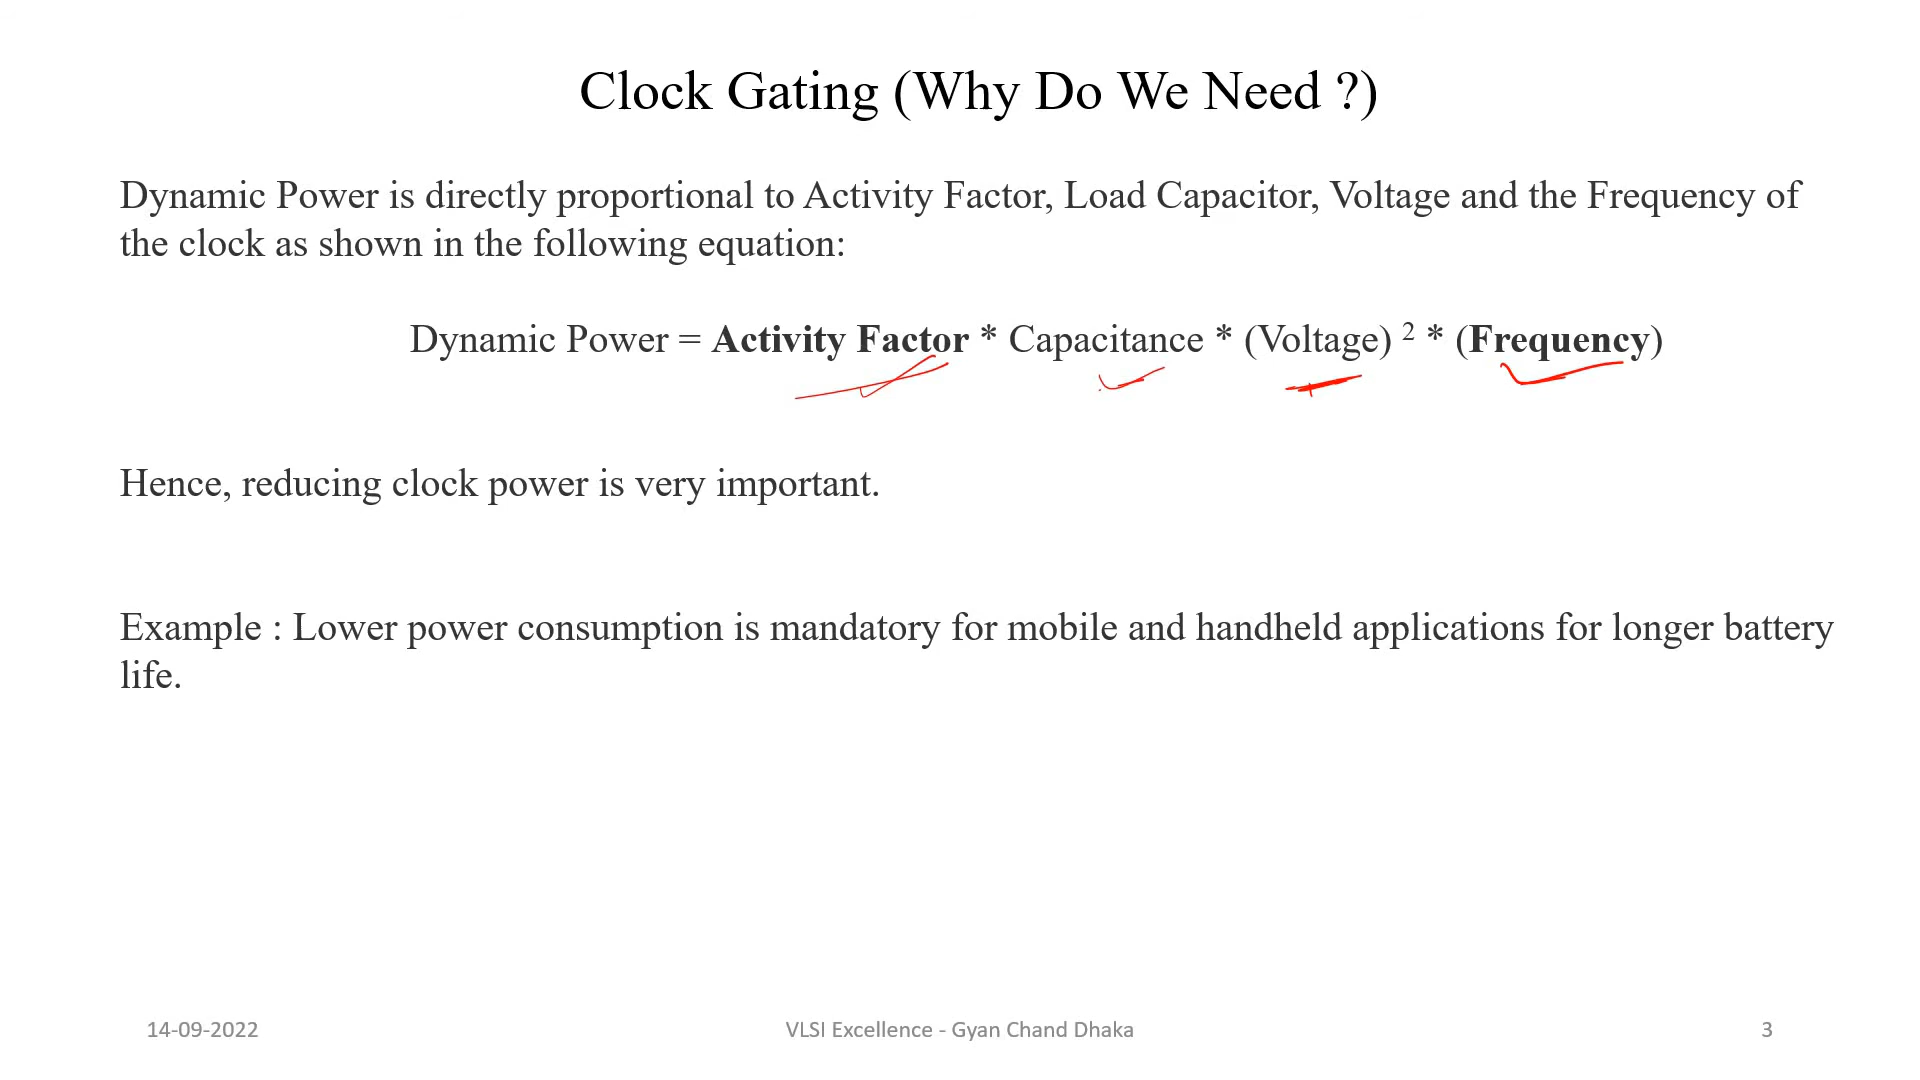 Clock Gating (Why Do We Need ?)
Dynamic Power is directly proportional to Activity Factor, Load Capacitor, Voltage and the Frequency of
the clock as shown in the following equation:
Dynamic Power = Activity Factor * Capacitance * (Voltage) ² * (Frequency)
Hence, reducing clock power is very important.
Example : Lower power consumption is mandatory for mobile and handheld applications for longer battery
life.
14-09-2022 VLSI Excellence - Gyan Chand Dhaka 3